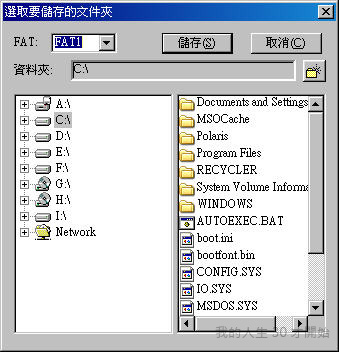 選取要儲存的文件夾
FAT: FAT1 儲存(S) 取消(C)
資料夾: C:\
A:\
C:\
D:\
E:\
F:\
G:\
H:\
I:\
Network
Documents and Settings
MSOCache
Polaris
Program Files
RECYCLER
System Volume Informa
WINDOWS
AUTOEXEC.BAT
boot.ini
bootfont.bin
CONFIG.SYS
IO.SYS
MSDOS.SYS
我的人生 30 才開始